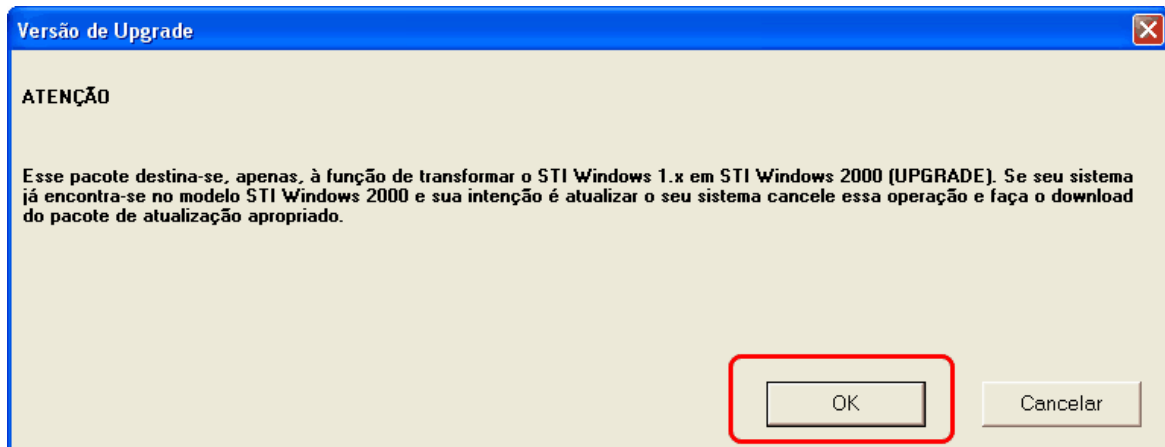 Versão de Upgrade
ATENÇÃO
Esse pacote destina-se, apenas, à função de transformar o STI Windows 1.x em STI Windows 2000 (UPGRADE). Se seu sistema
já encontra-se no modelo STI Windows 2000 e sua intenção é atualizar o seu sistema cancele essa operação e faça o download
do pacote de atualização apropriado.
OK
Cancelar